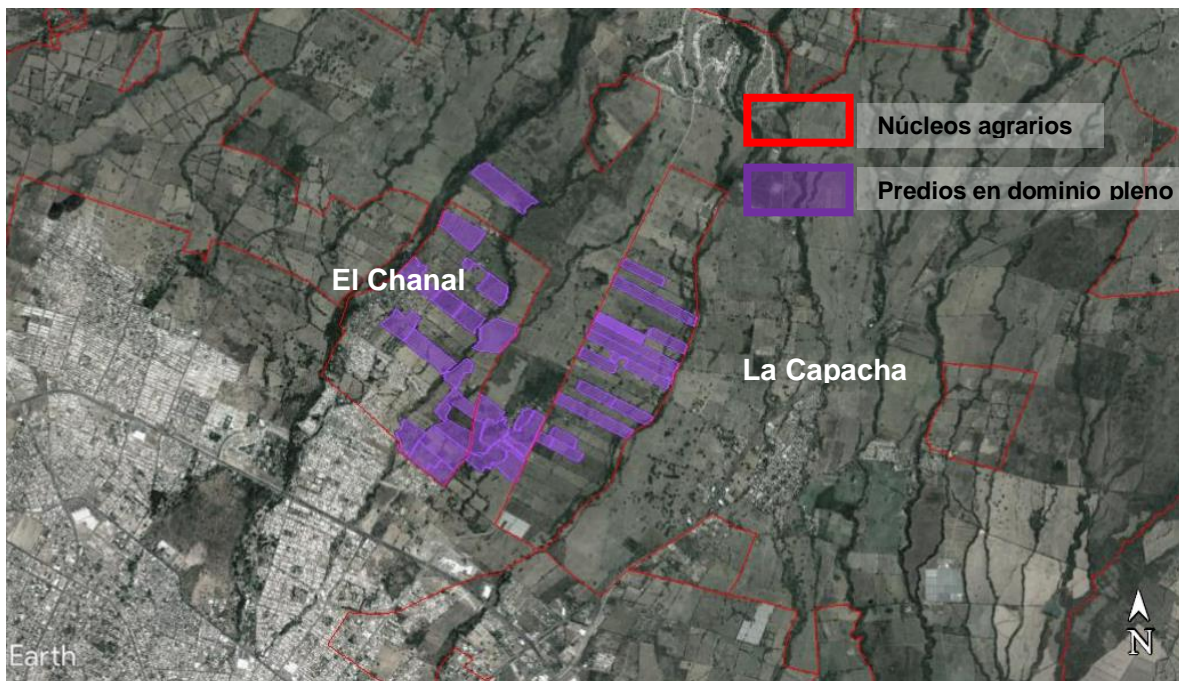 Núcleos agrarios
Predios en dominio pleno
El Chanal
La Capacha
N
Earth